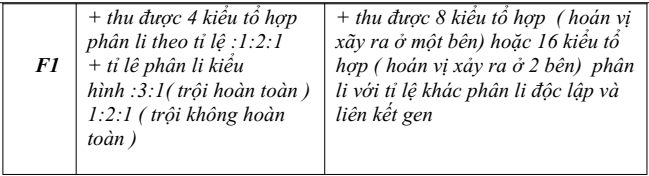 F1
+ thu được 4 kiểu tổ hợp
phân li theo tỉ lệ :1:2:1
+ tỉ lê phân li kiểu
hình :3:1( trội hoàn toàn )
1:2:1 ( trội không hoàn
toàn )
+ thu được 8 kiểu tổ hợp  ( hoán vị
xãy ra ở một bên) hoặc 16 kiểu tổ
hợp ( hoán vị xảy ra ở 2 bên)  phân
li với tỉ lệ khác phân li độc lập và
liên kết gen